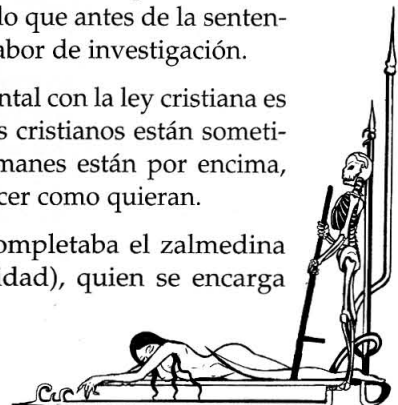 lo que antes de la senten-
abor de investigación.
ntal con la ley cristiana es
s cristianos están someti-
manes están por encima,
cer como quieran.
ompletaba el zalmedina
ldad), quien se encarga